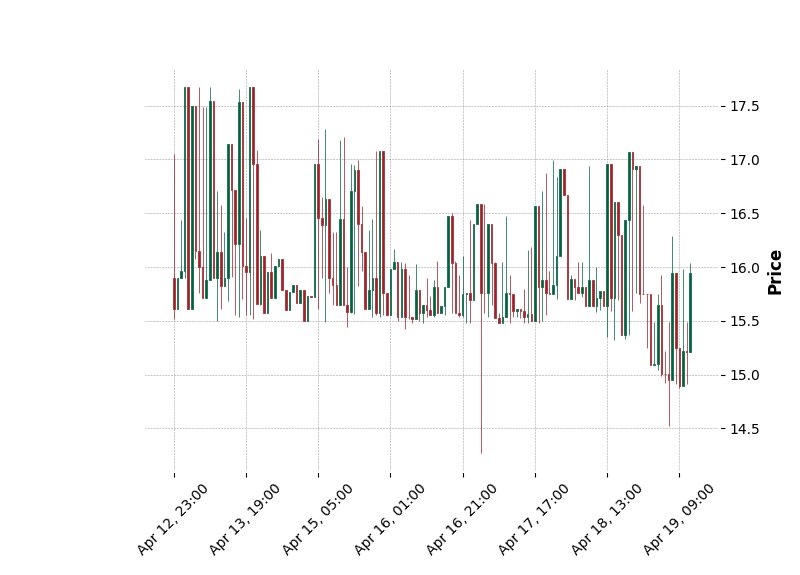 17.5
17.0
16.5
16.0
15.5
15.0
14.5
Price
Apr 12, 23:00
Apr 13, 19:00
Apr 15, 05:00
Apr 16, 01:00
Apr 16, 21:00
Apr 17, 17:00
Apr 18, 13:00
Apr 19, 09:00